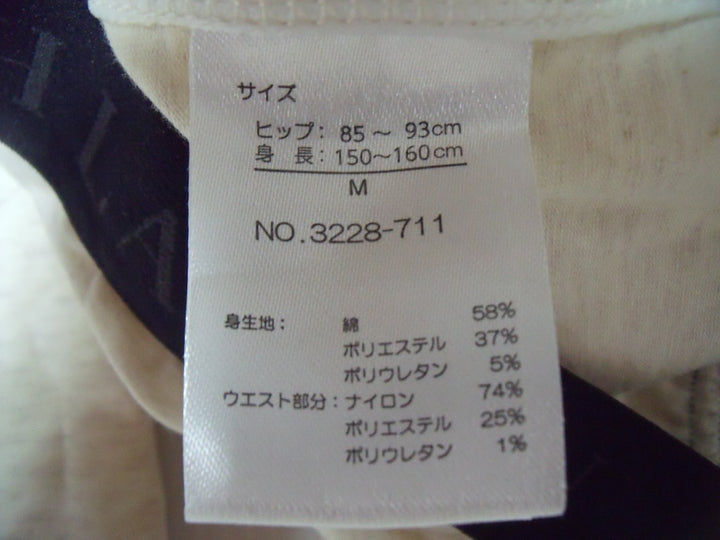 サイズ
ヒップ: 85〜 93cm
身　長: 150〜160cm
M
NO.3228-711
身生地: 綿 58%
ポリエステル 37%
ポリウレタン 5%
ウエスト部分: ナイロン 74%
ポリエステル 25%
ポリウレタン 1%